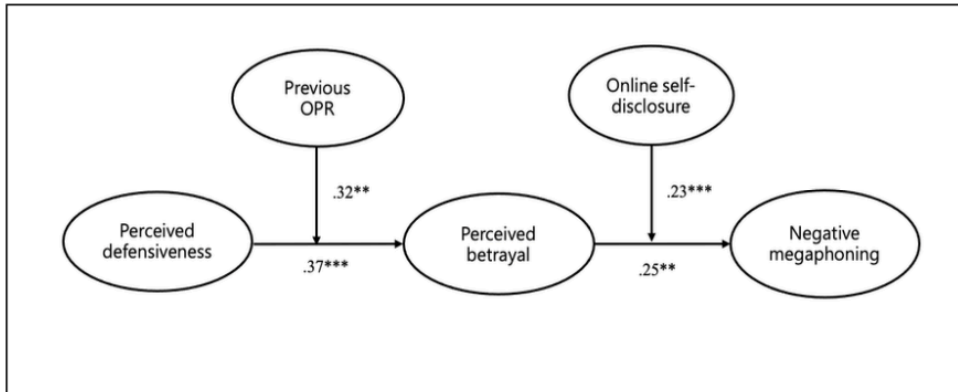 Previous
OPR
Online self-
disclosure
.32**
.23***
Perceived
defensiveness
Perceived
betrayal
Negative
megaphoning
.37***
.25**